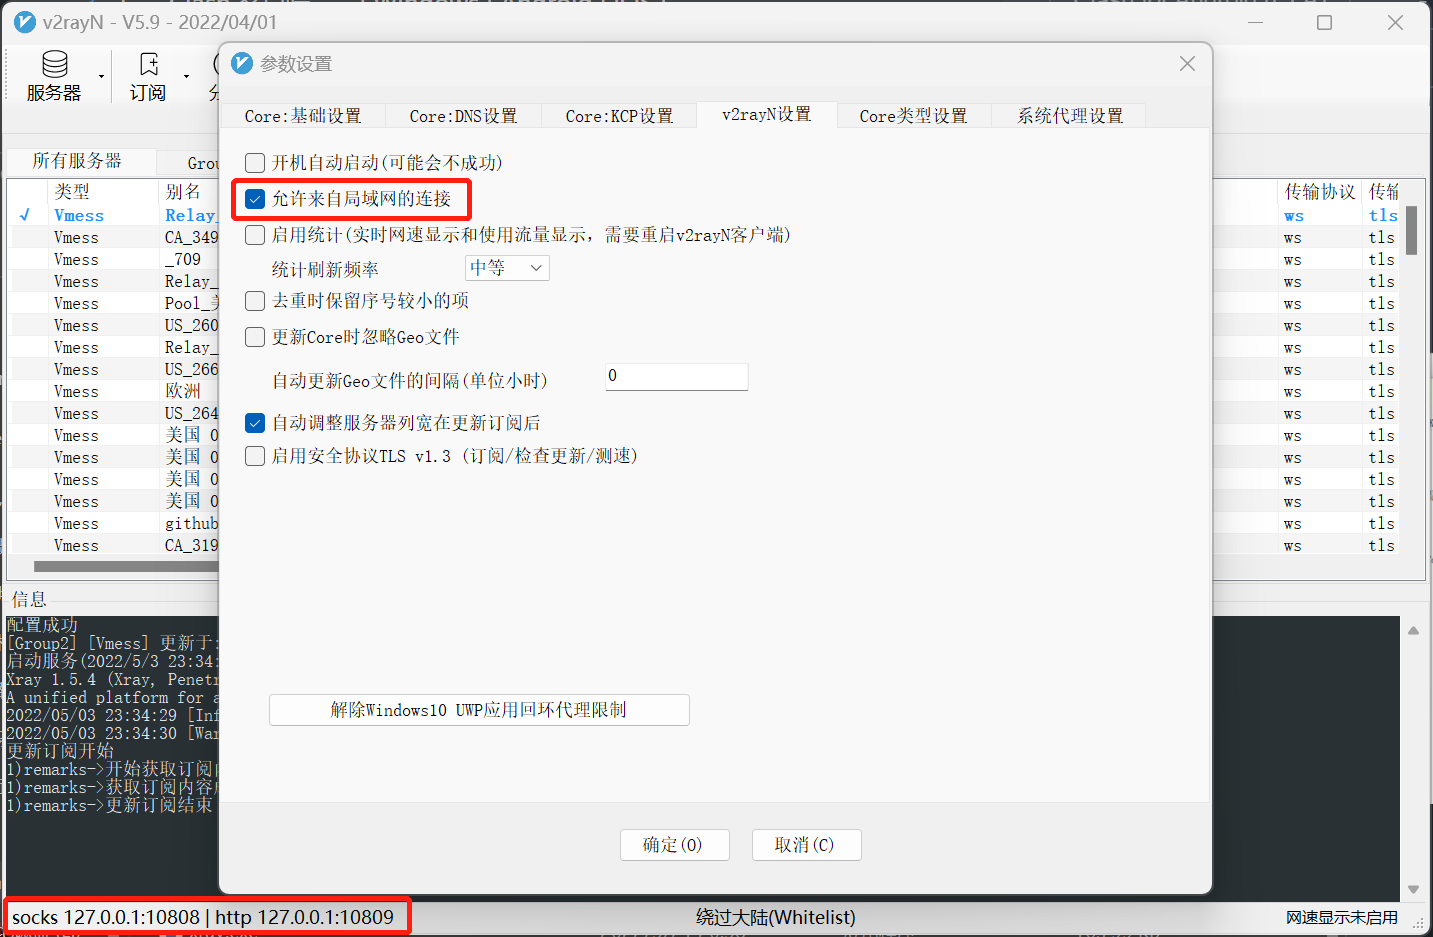 v2rayN - V5.9 - 2022/04/01
服务器
订阅
参数设置
Core:基础设置
Core:DNS设置
Core:KCP设置
v2rayN设置
Core类型设置
系统代理设置
所有服务器
开机自动启动(可能会不成功)
允许来自局域网的连接
启用统计(实时网速显示和使用流量显示，需要重启v2rayN客户端)
统计刷新频率
中等
去重时保留序号较小的项
更新Core时忽略Geo文件
自动更新Geo文件的间隔(单位小时)
0
自动调整服务器列宽在更新订阅后
启用安全协议TLS v1.3 (订阅/检查更新/测速)
解除Windows10 UWP应用回环代理限制
确定(O)
取消(C)
类型 别名 传输协议 传输
√ Vmess Relay_ ws tls
Vmess CA_349 ws tls
Vmess _709 ws tls
Vmess Relay_ ws tls
Vmess Pool_美 ws tls
Vmess US_260 ws tls
Vmess Relay_ ws tls
Vmess US_266 ws tls
Vmess 欧洲 ws tls
Vmess US_264 ws tls
Vmess 美国 0 ws tls
Vmess 美国 0 ws tls
Vmess 美国 0 ws tls
Vmess 美国 0 ws tls
Vmess github ws tls
Vmess CA_319 ws tls
信息
配置成功
[Group2] [Vmess] 更新于:
启动服务(2022/5/3 23:34:
Xray 1.5.4 (Xray, Penetr
A unified platform for a
2022/05/03 23:34:29 [Inf
2022/05/03 23:34:30 [War
更新订阅开始
1)remarks->开始获取订阅
1)remarks->获取订阅内容
1)remarks->更新订阅结束
socks 127.0.0.1:10808 | http 127.0.0.1:10809
绕过大陆(Whitelist)
网速显示未启用